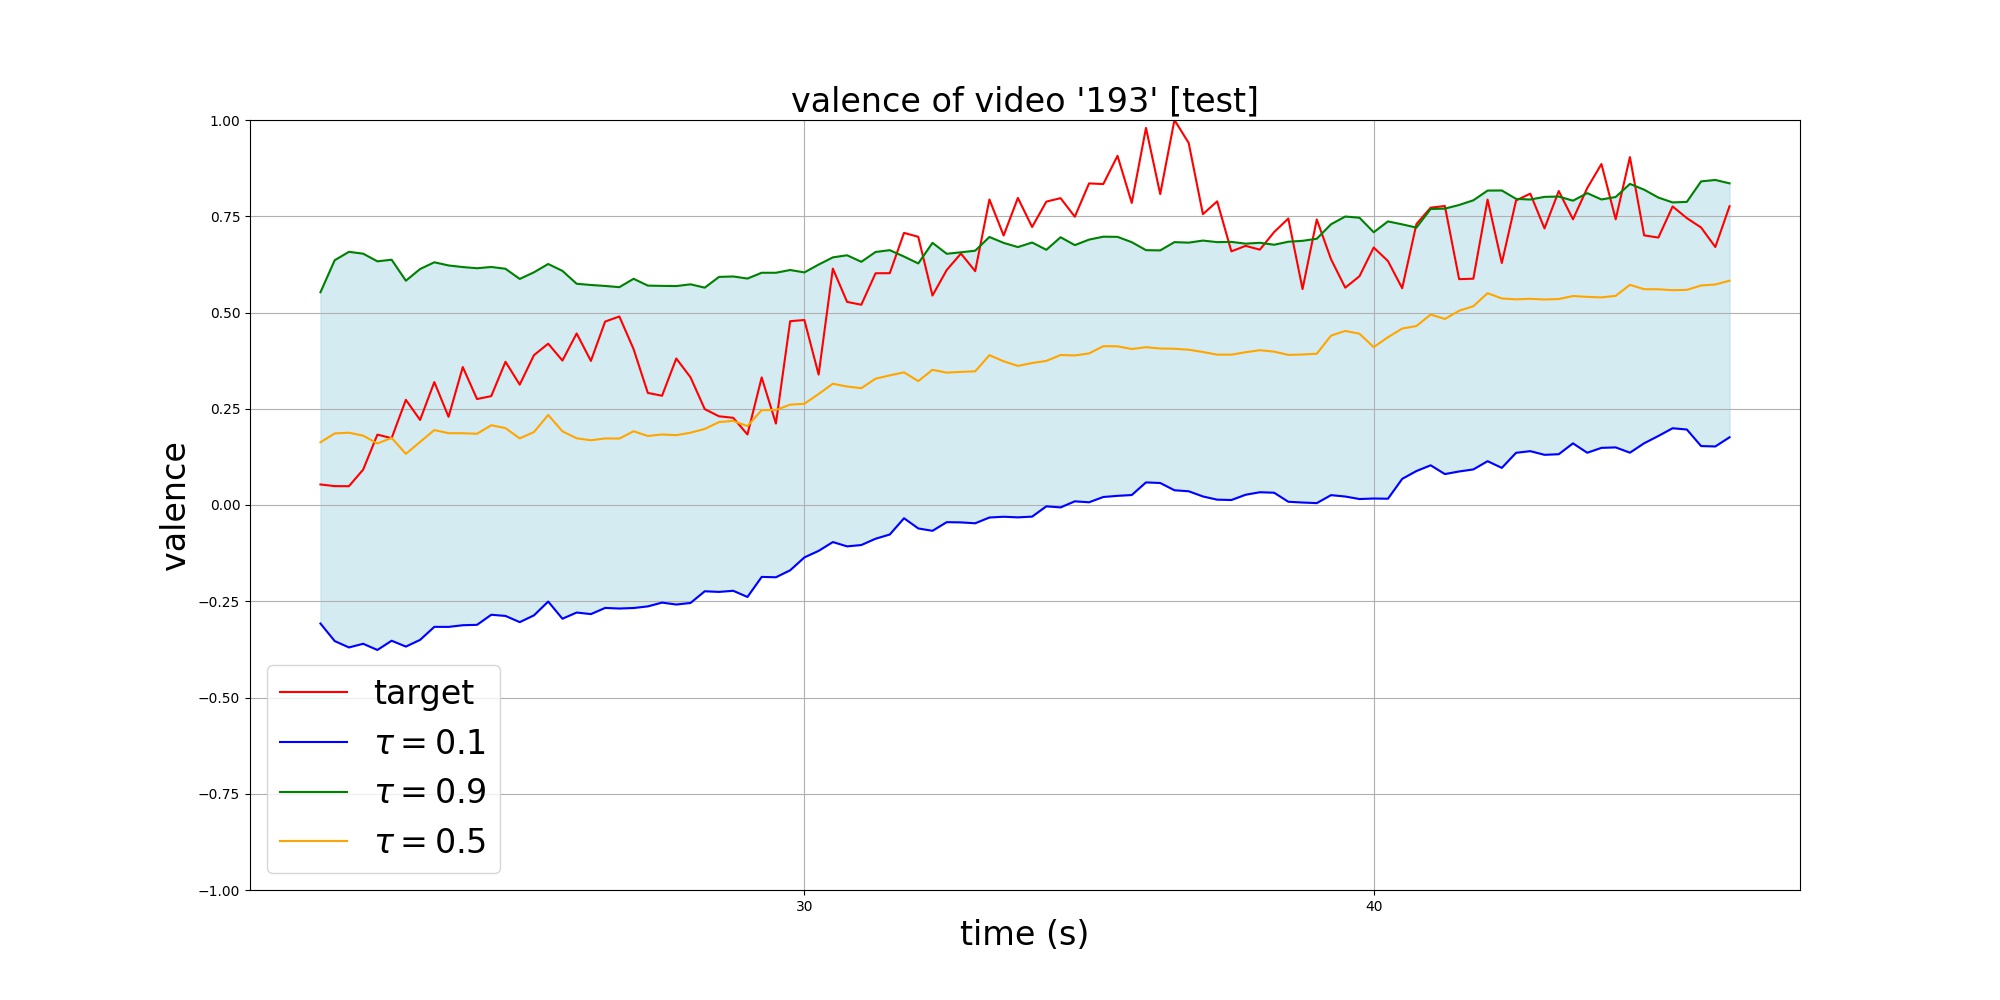 valence of video '193' [test]
1.00
0.75
0.50
0.25
0.00
−0.25
−0.50
−0.75
−1.00
valence
target
τ = 0.1
τ = 0.9
τ = 0.5
30 40
time (s)